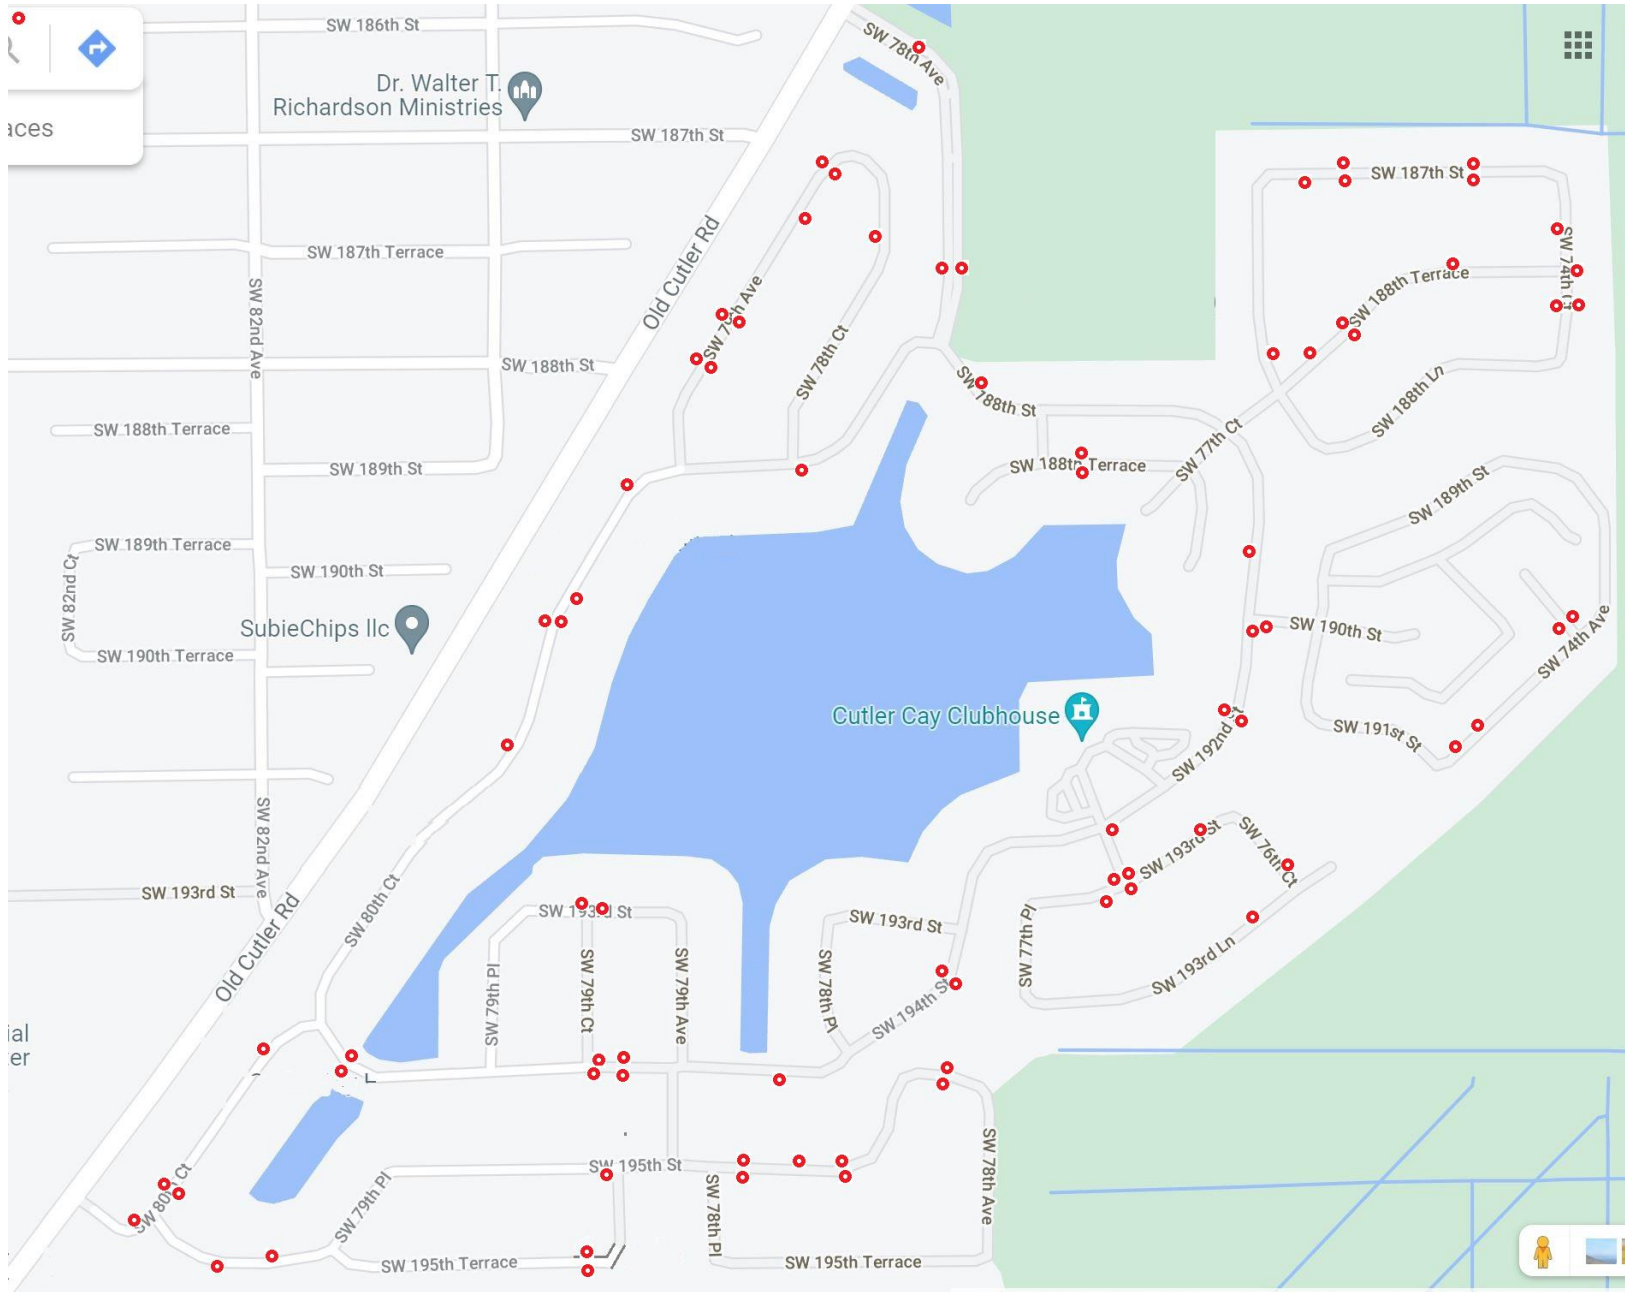 SW 186th St
SW 78th Ave
Dr. Walter T.
Richardson Ministries
aces
SW 187th St
SW 187th St
SW 187th Terrace
Old Cutler Rd
SW 74th Ct
SW 188th Terrace
SW 82nd Ave
SW 79th Ave
SW 78th Ct
SW 188th St
SW 188th St
SW 188th Ln
SW 188th Terrace
SW 77th Ct
SW 188th Terrace
SW 189th St
SW 189th St
SW 189th Terrace
SW 190th St
SW 82nd Ct
SubieChips llc
SW 190th St
SW 190th Terrace
SW 74th Ave
Cutler Cay Clubhouse
SW 191st St
SW 192nd St
SW 82nd Ave
SW 193rd St
SW 76th Ct
SW 193rd St
SW 80th Ct
SW 193rd St
SW 193rd St
Old Cutler Rd
SW 77th Pl
SW 193rd Ln
SW 79th Pl
SW 79th Ct
SW 79th Ave
SW 78th Pl
SW 194th St
ial
er
SW 195th St
SW 78th Ave
SW 80th Ct
SW 79th Pl
SW 78th Pl
SW 195th Terrace
SW 195th Terrace